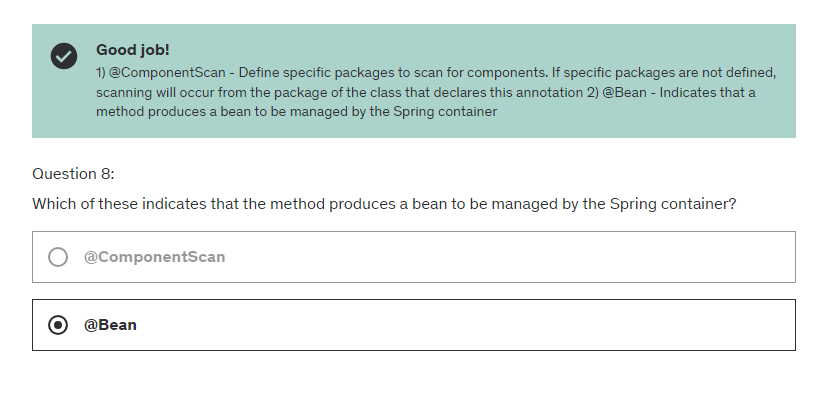 Good job!
1) @ComponentScan - Define specific packages to scan for components. If specific packages are not defined,
scanning will occur from the package of the class that declares this annotation 2) @Bean - Indicates that a
method produces a bean to be managed by the Spring container
Question 8:
Which of these indicates that the method produces a bean to be managed by the Spring container?
@ComponentScan
@Bean